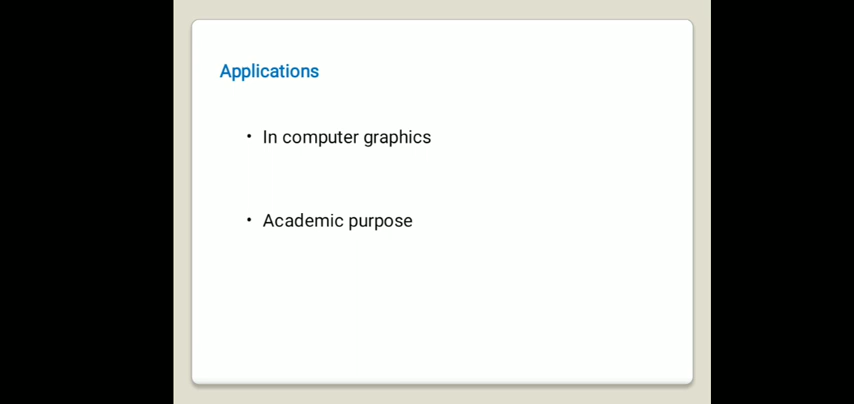 Applications
• In computer graphics
• Academic purpose